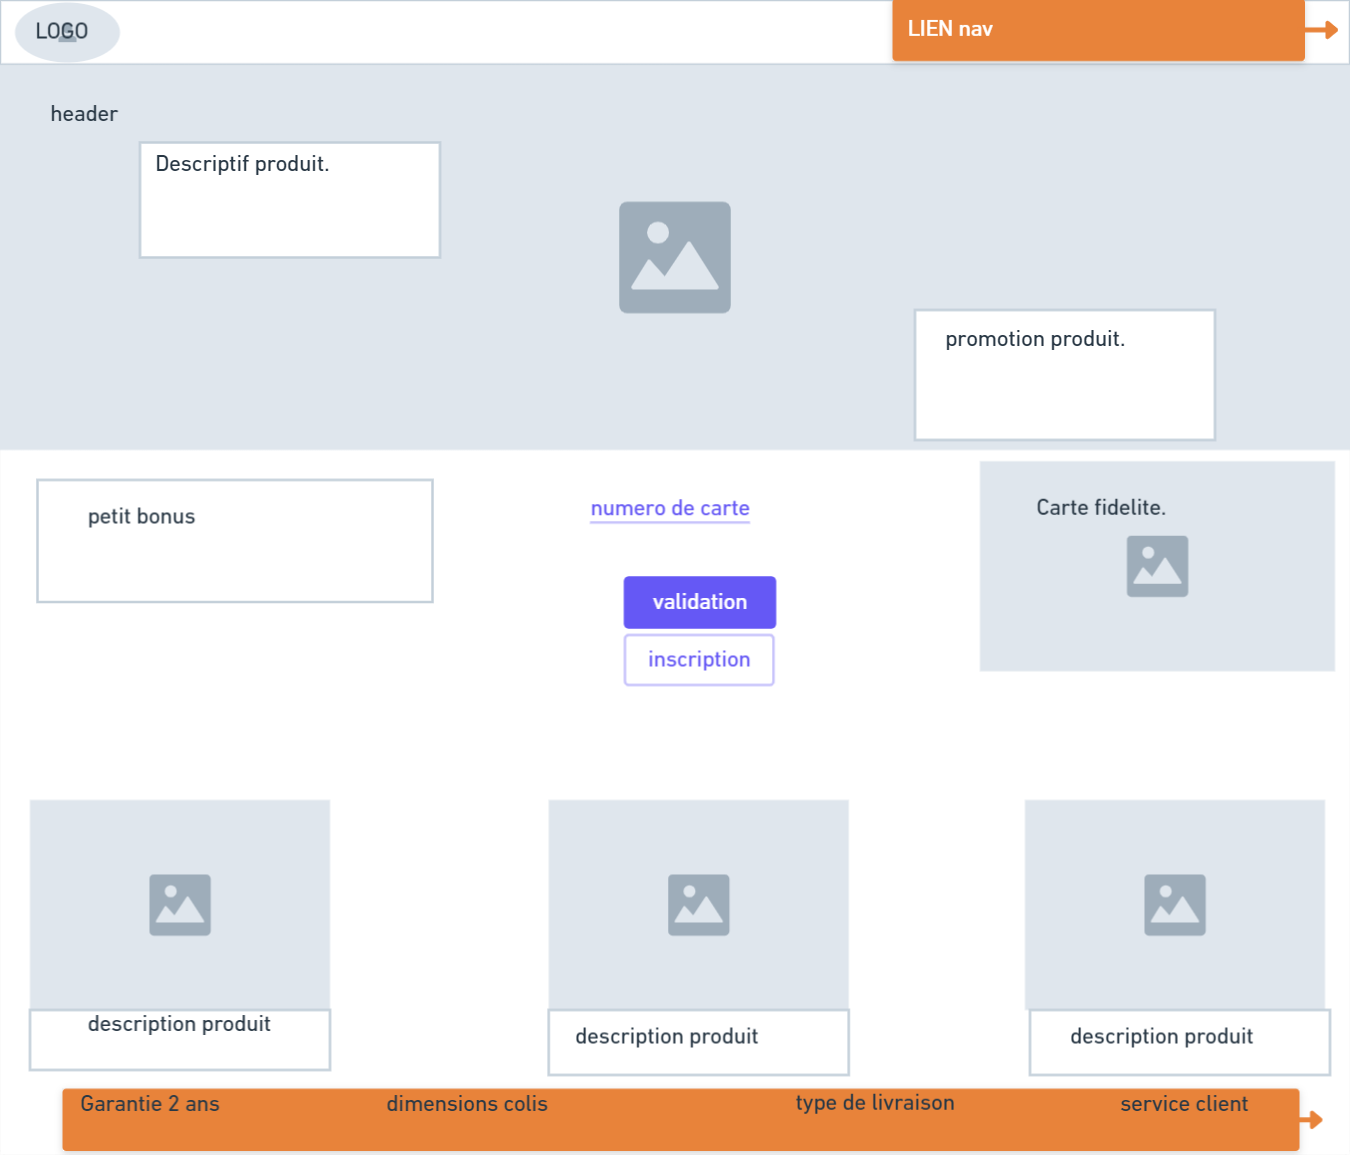 LOGO
LIEN nav
header
Descriptif produit.
promotion produit.
petit bonus
numero de carte
validation
inscription
Carte fidelite.
description produit
description produit
description produit
Garantie 2 ans
dimensions colis
type de livraison
service client